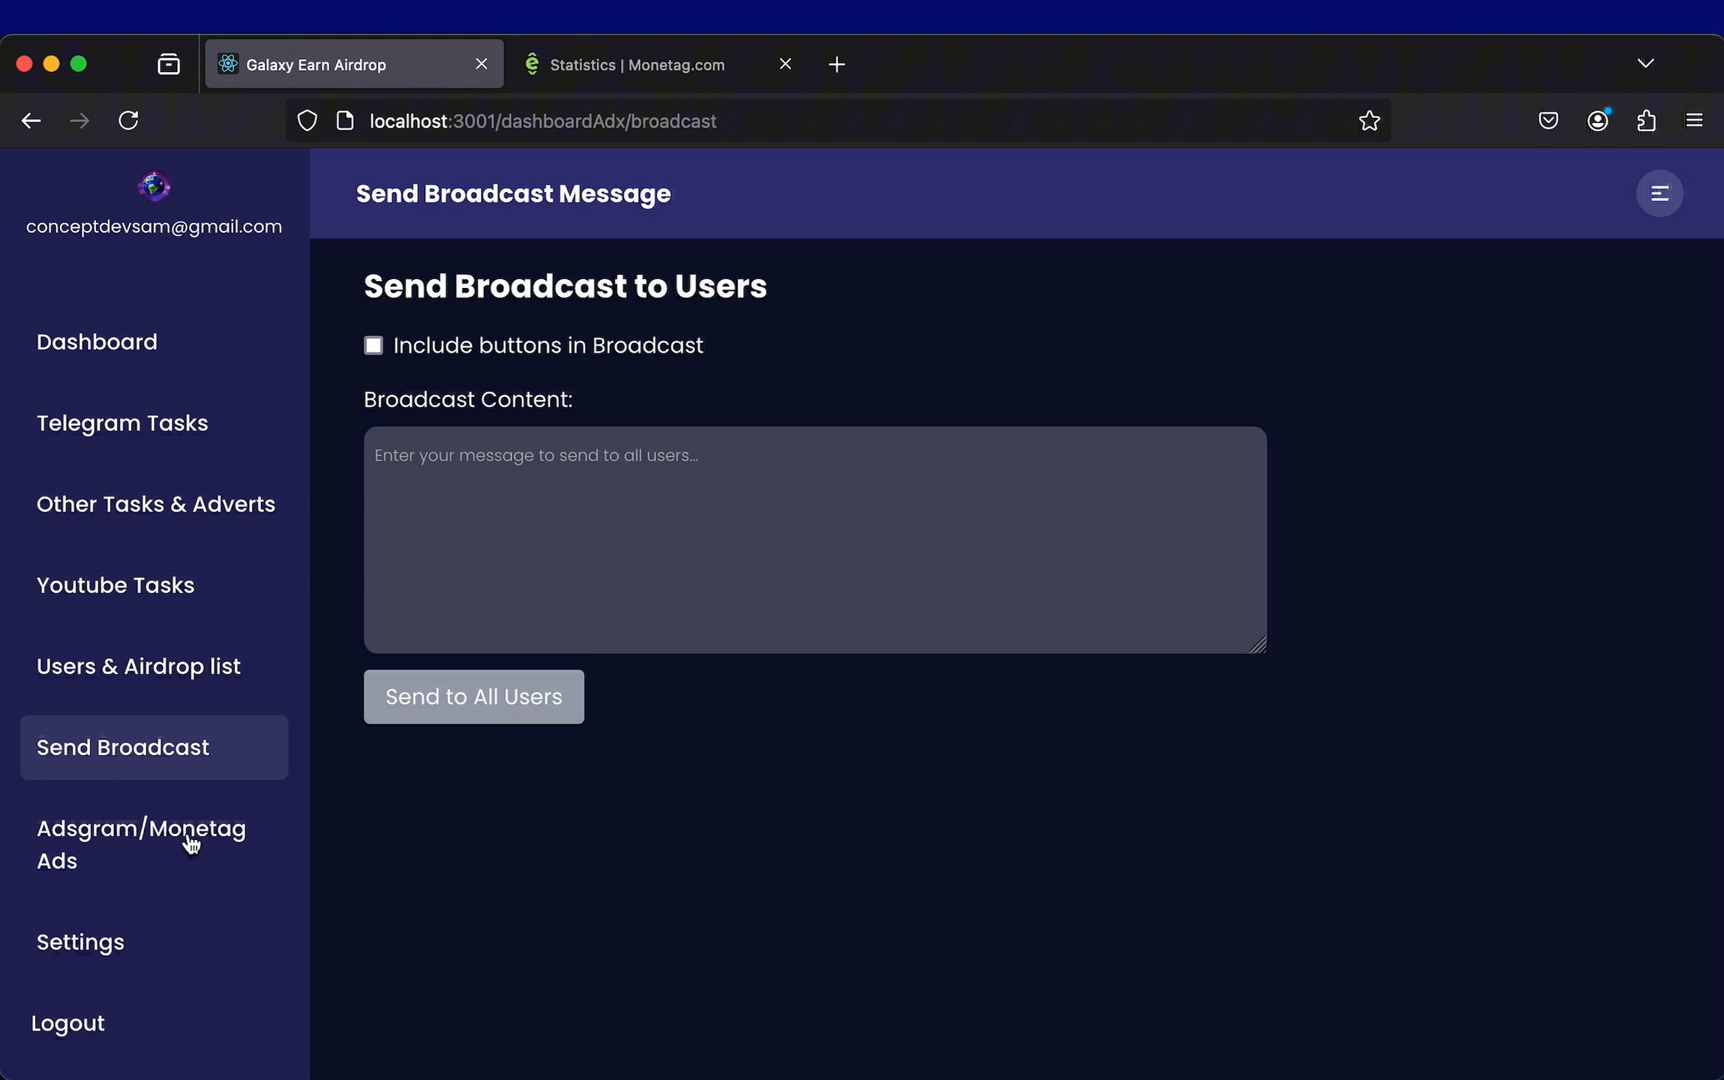 Galaxy Earn Airdrop
Statistics | Monetag.com
localhost:3001/dashboardAdx/broadcast
conceptdevsam@gmail.com
Dashboard
Telegram Tasks
Other Tasks & Adverts
Youtube Tasks
Users & Airdrop list
Send Broadcast
Adsgram/Monetag
Ads
Settings
Logout
Send Broadcast Message
Send Broadcast to Users
Include buttons in Broadcast
Broadcast Content:
Enter your message to send to all users...
Send to All Users